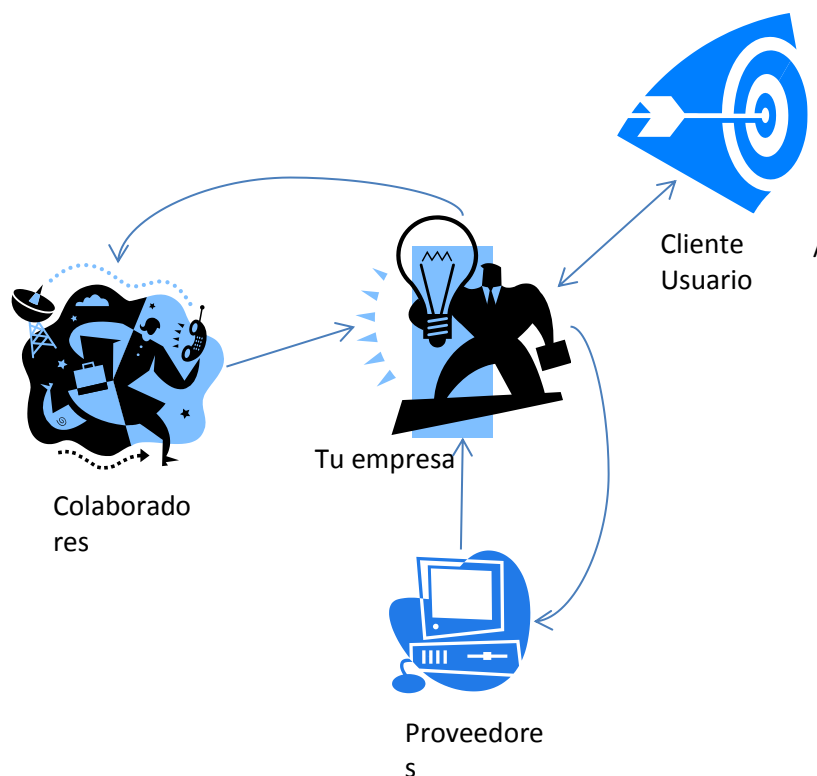 Cliente
Usuario
Tu empresa
Colaborado
res
Proveedore
s